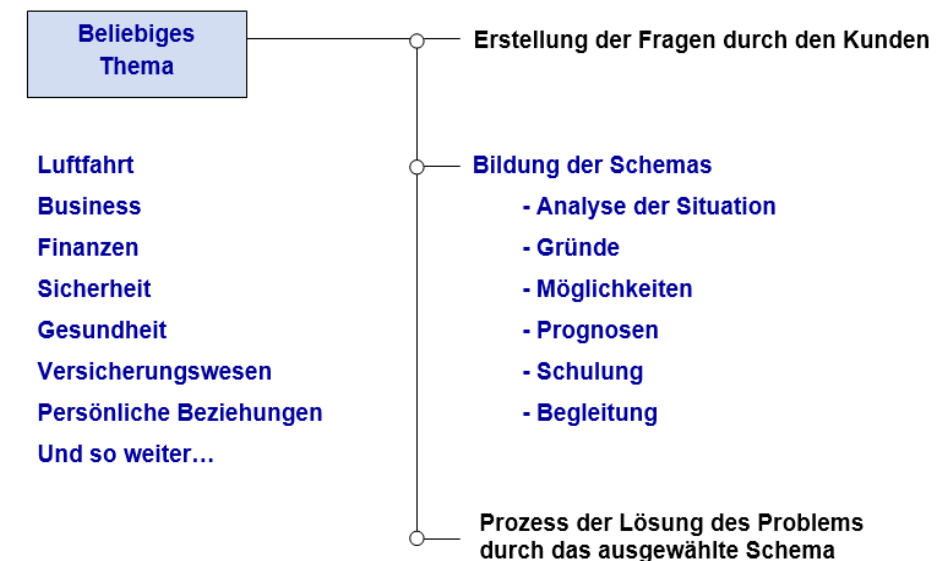 Beliebiges
Thema
Erstellung der Fragen durch den Kunden
Luftfahrt
Business
Finanzen
Sicherheit
Gesundheit
Versicherungswesen
Persönliche Beziehungen
Und so weiter…
Bildung der Schemas
- Analyse der Situation
- Gründe
- Möglichkeiten
- Prognosen
- Schulung
- Begleitung
Prozess der Lösung des Problems
durch das ausgewählte Schema